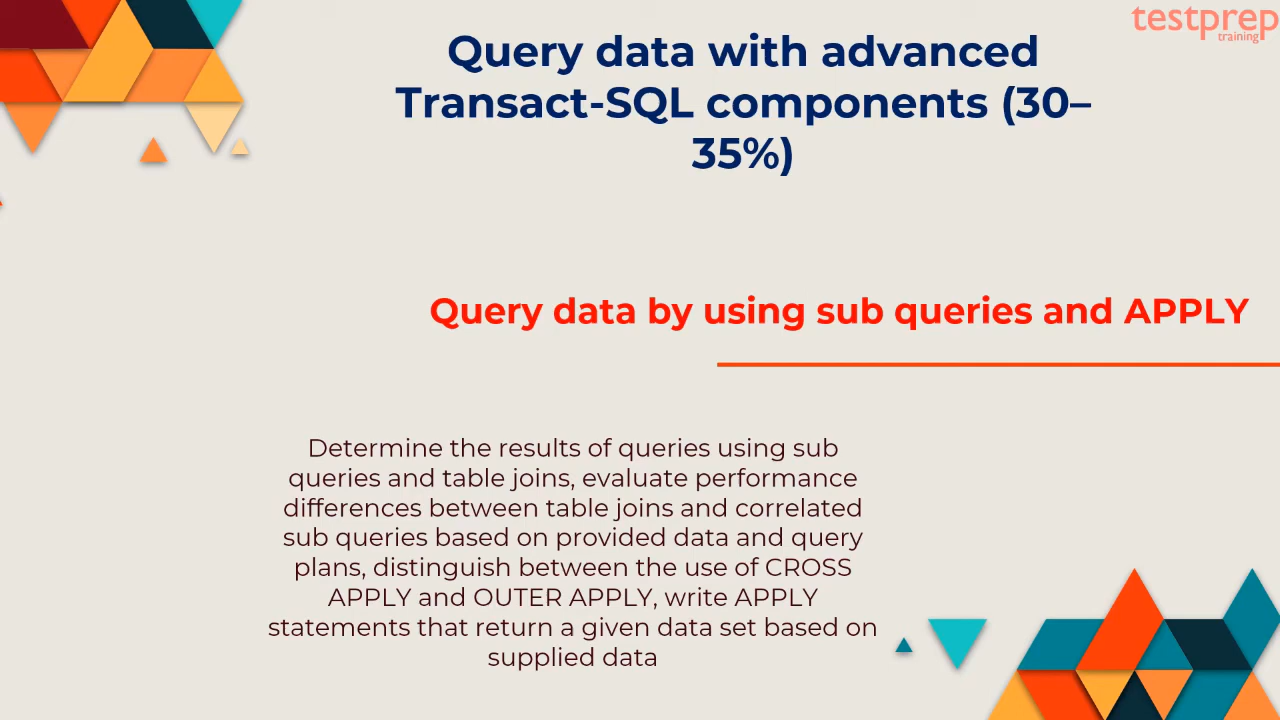 testprep
training
Query data with advanced
Transact-SQL components (30–
35%)
Query data by using sub queries and APPLY
Determine the results of queries using sub
queries and table joins, evaluate performance
differences between table joins and correlated
sub queries based on provided data and query
plans, distinguish between the use of CROSS
APPLY and OUTER APPLY, write APPLY
statements that return a given data set based on
supplied data